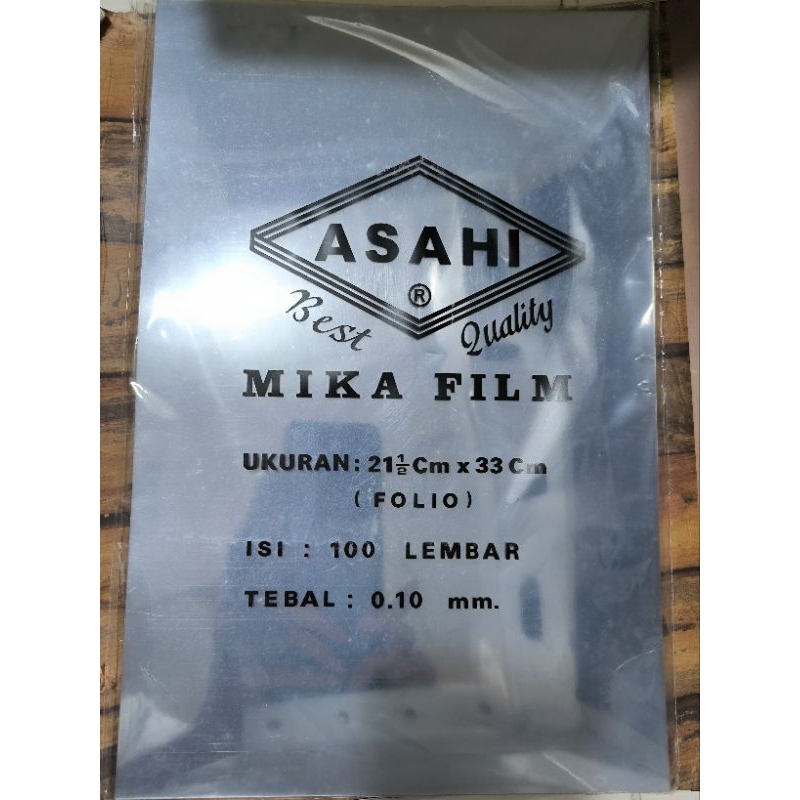 ASAHI
®
Best Quality
MIKA FILM
UKURAN: 21½ Cm x 33 Cm
(FOLIO)
ISI : 100 LEMBAR
TEBAL : 0.10 mm.